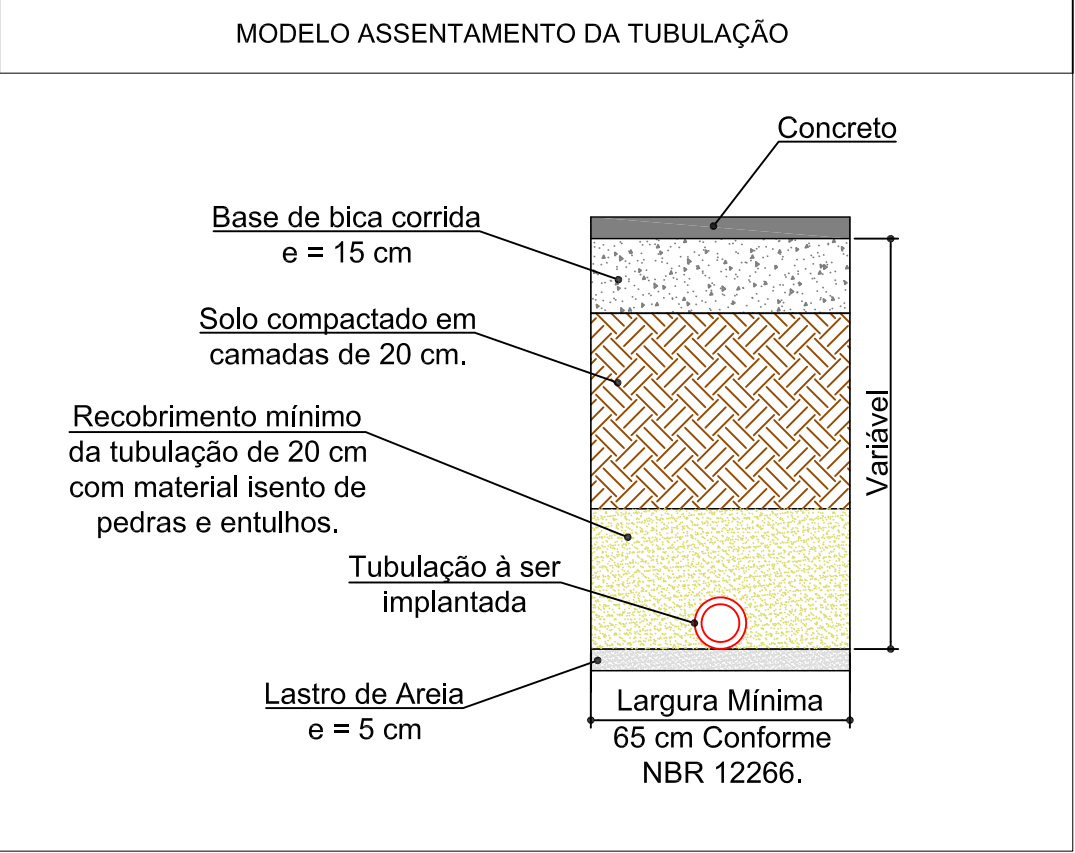 MODELO ASSENTAMENTO DA TUBULAÇÃO
Concreto
Base de bica corrida
e = 15 cm
Solo compactado em
camadas de 20 cm.
Recobrimento mínimo
da tubulação de 20 cm
com material isento de
pedras e entulhos.
Variável
Tubulação à ser
implantada
Lastro de Areia
e = 5 cm
Largura Mínima
65 cm Conforme
NBR 12266.